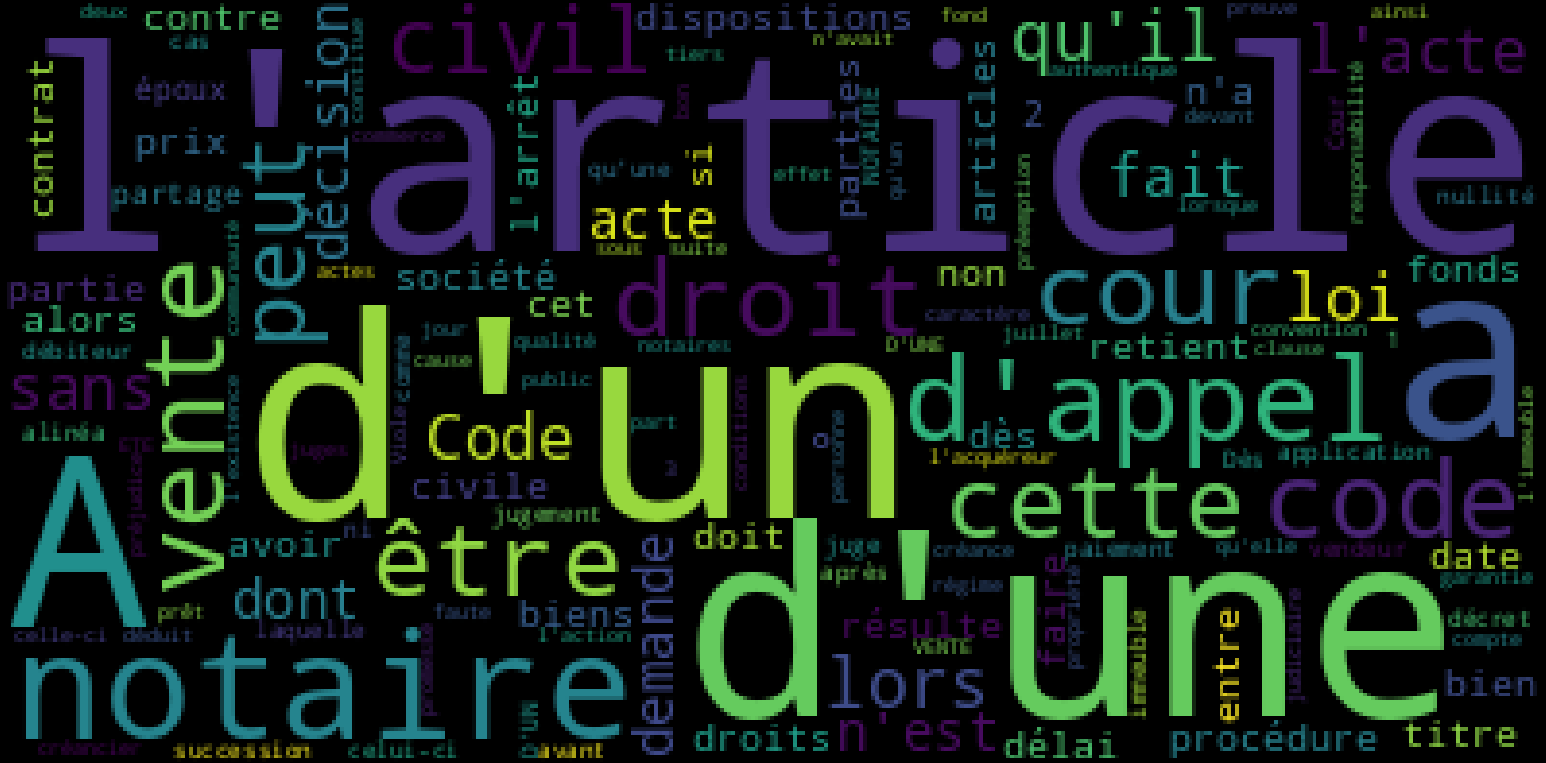 deux
contre
cas
civil
dispositions
n'avait
tiers
fond
qu'il
preuve
ainsi
l'acte
authentique
l'article
contrat
époux
prix
partage
peut
décision
constitue
commerce
l'arrêt
bon
qu'une
si
acte
sous
suite
effet
parties
NOTAIRE
qu'un
articles
2
préemption
n'a
devant
fait
lorsque
Cour
responsabilité
nullité
partie
alors
débiteur
sans
alinéa
vente
communauté
l'existence
actes
société
cet
droit
non
caractère
cour
loi
fonds
juillet
convention
retient
clause
notaires
D'UNE
jour
qualité
cause
comme
public
d'un
Viole
juges
Code
part
conditions
personne
civile
jugement
d'appel
dès
l'acquéreur
Dès
application
a
l'immeuble
cette
code
A
préjudice
avoir
ni
être
doit
juge
créance
après
régime
paiement
qu'elle
vendeur
date
garantie
prêt
dont
faute
biens
laquelle
l'action
celle-ci
déduit
demande
d'une
résulte
VENTE
faire
propriété
immeuble
entre
judiciaire
décret
compte
notaire
promesse
lors
bien
créancier
succession
celui-ci
d'un
avant
droits
n'est
délai
procédure
titre